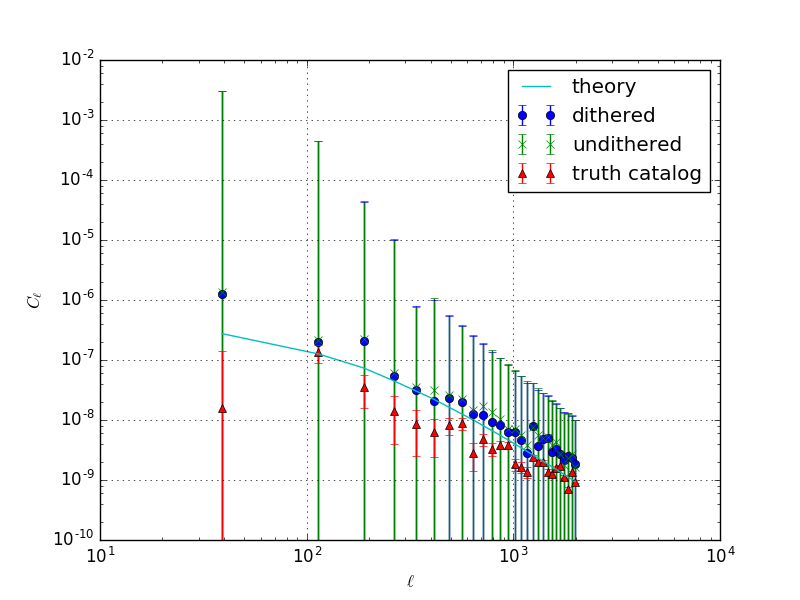 10^-2
10^-3
10^-4
10^-5
10^-6
10^-7
10^-8
10^-9
10^-10
C_ℓ
theory
dithered
undithered
truth catalog
10^1 10^2 10^3 10^4
ℓ